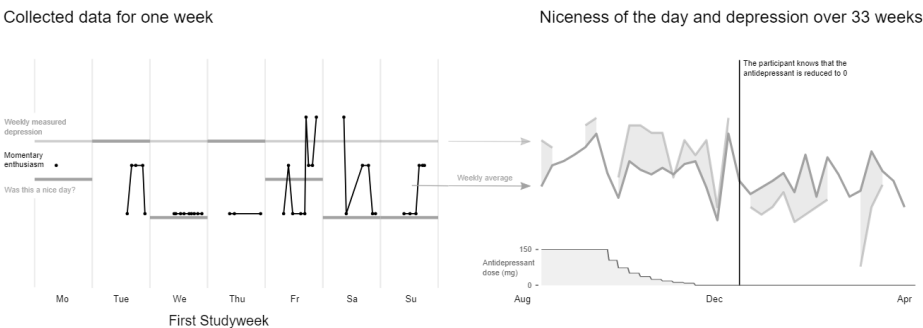 Collected data for one week
Niceness of the day and depression over 33 weeks
The participant knows that the
antidepressant is reduced to 0
Weekly measured
depression
Momentary
enthusiasm
Was this a nice day?
Weekly average
150
Antidepressant
dose (mg)
0
Mo Tue We Thu Fr Sa Su
Aug Dec Apr
First Studyweek